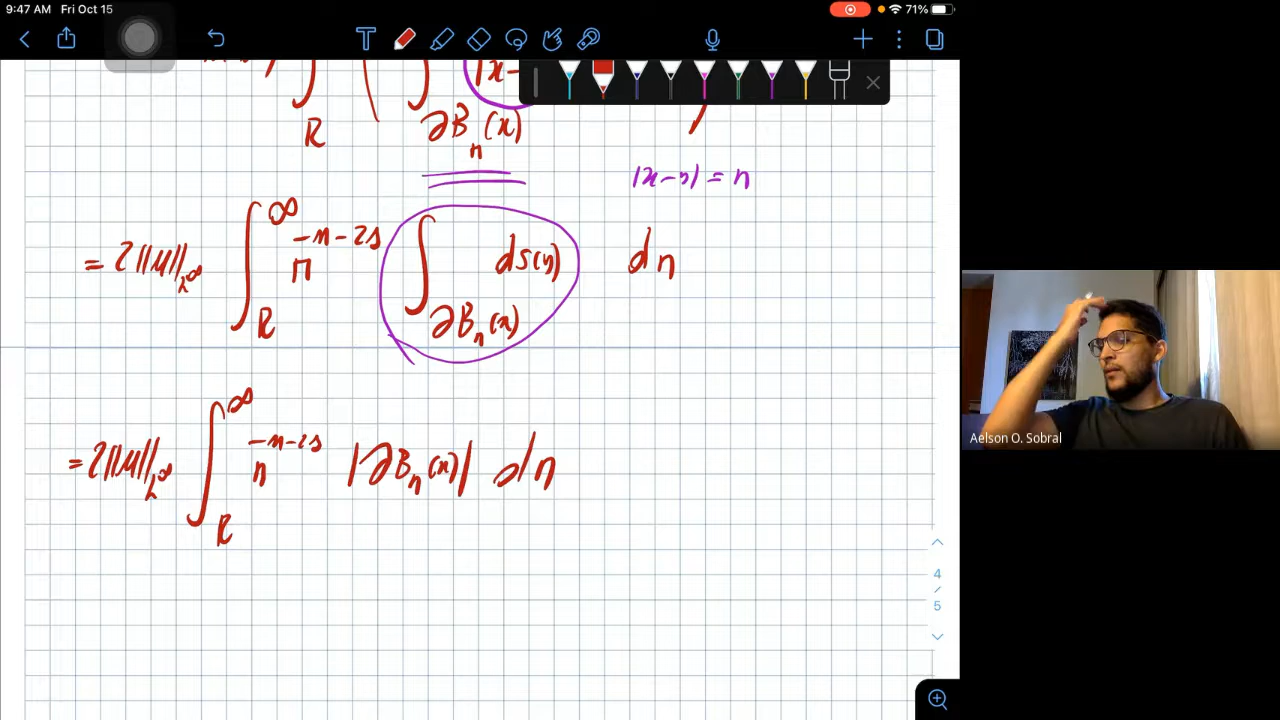 9:47 AM Fri Oct 15
71%
R
∂B_r(x)
|x-y| = r
= 2||u||_{L^∞} ∫_R^∞ r^{-n-2s} ∫_{∂B_r(x)} ds(y) dr
= 2||u||_{L^∞} ∫_R^∞ r^{-n-2s} |∂B_r(x)| dr
Aelson O. Sobral
4
5